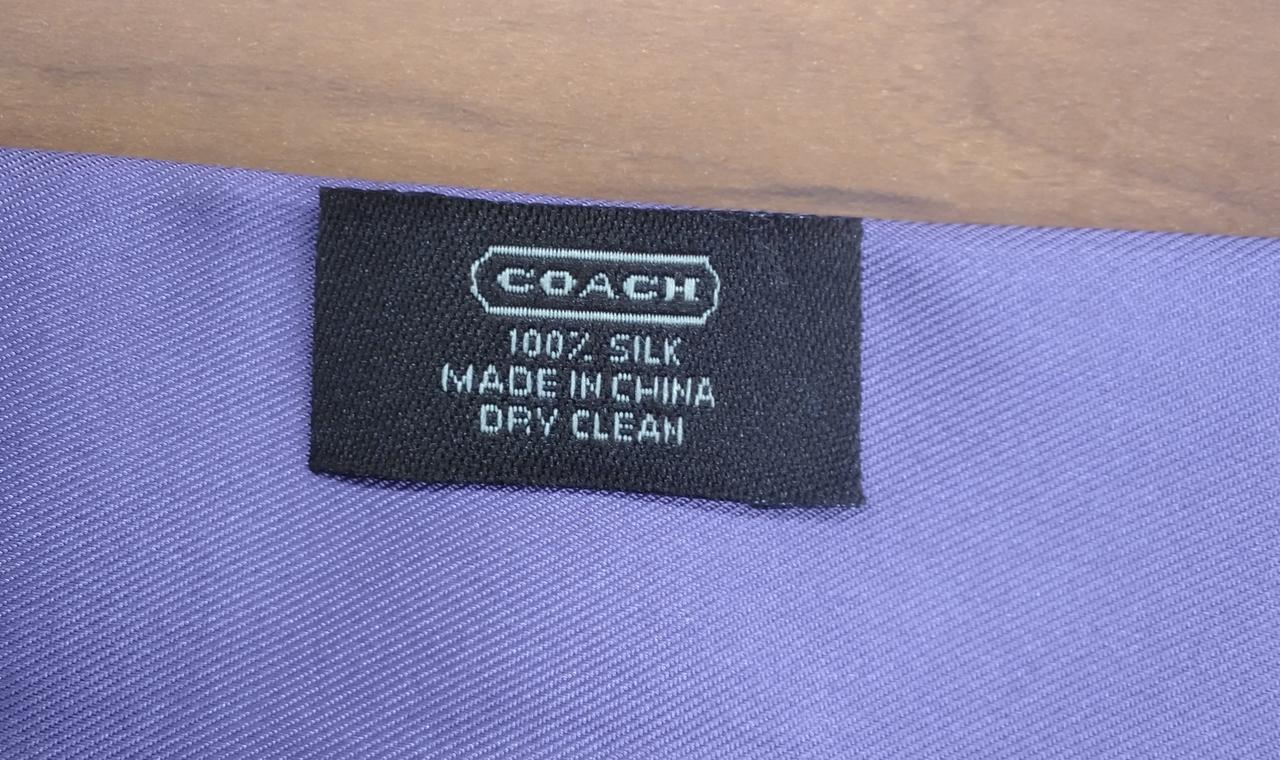 COACH
100% SILK
MADE IN CHINA
DRY CLEAN